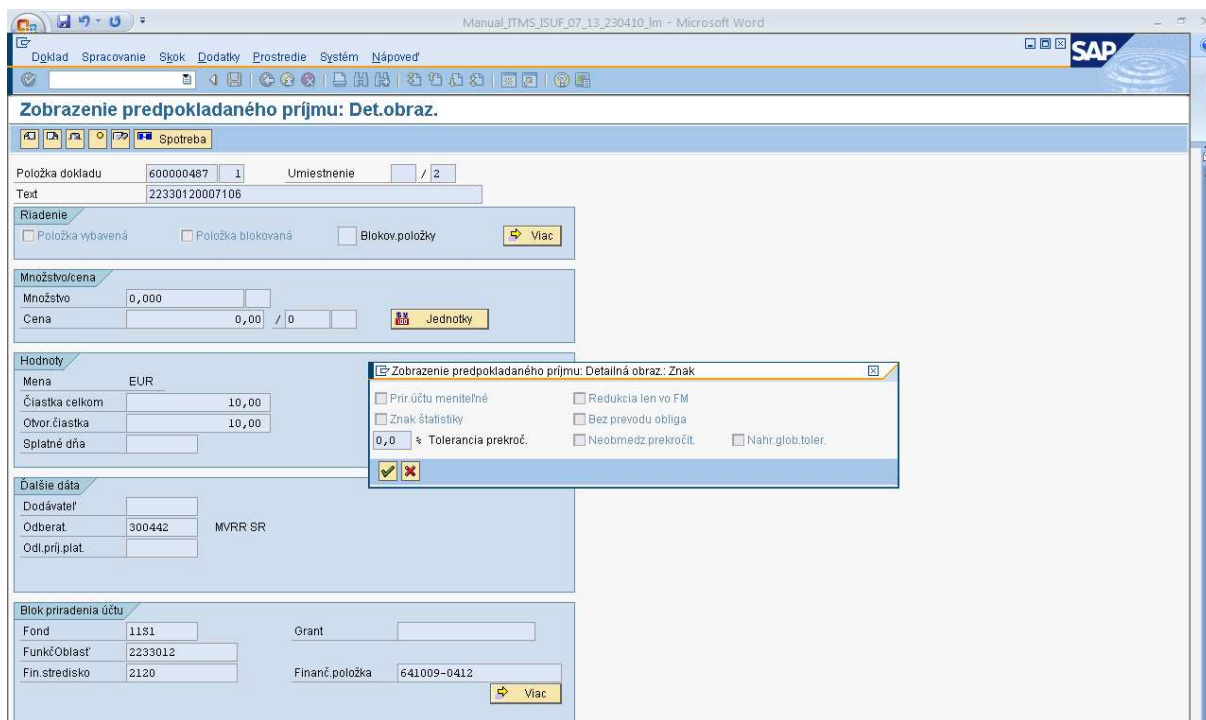 Manual_ITMS_ISUF_07_13_230410_lm - Microsoft Word
Doklad Spracovanie Skok Dodatky Prostredie Systém Nápoveď
SAP
Zobrazenie predpokladaného príjmu: Det.obraz.
Spotreba
Položka dokladu 600000487 1 Umiestnenie / 2
Text 22330120007106
Riadenie
Položka vybavená Položka blokovaná Blokov.položky Viac
Množstvo/cena
Množstvo 0,000
Cena 0,00 / 0 Jednotky
Hodnoty
Mena EUR
Čiastka celkom 10,00
Otvor.čiastka 10,00
Splatné dňa
Zobrazenie predpokladaného príjmu: Detailná obraz.: Znak
Prir.účtu meniteľné Redukcia len vo FM
Znak štatistiky Bez prevodu obliga
0,0 % Tolerancia prekroč. Neobmedz.prekročit. Nahr.glob.toler.
Ďalšie dáta
Dodávateľ
Odberat. 300442 MVRR SR
Odl.príj.plat.
Blok priradenia účtu
Fond 11S1 Grant
FunkčOblasť 2233012
Fin.stredisko 2120 Finanč.položka 641009-0412
Viac